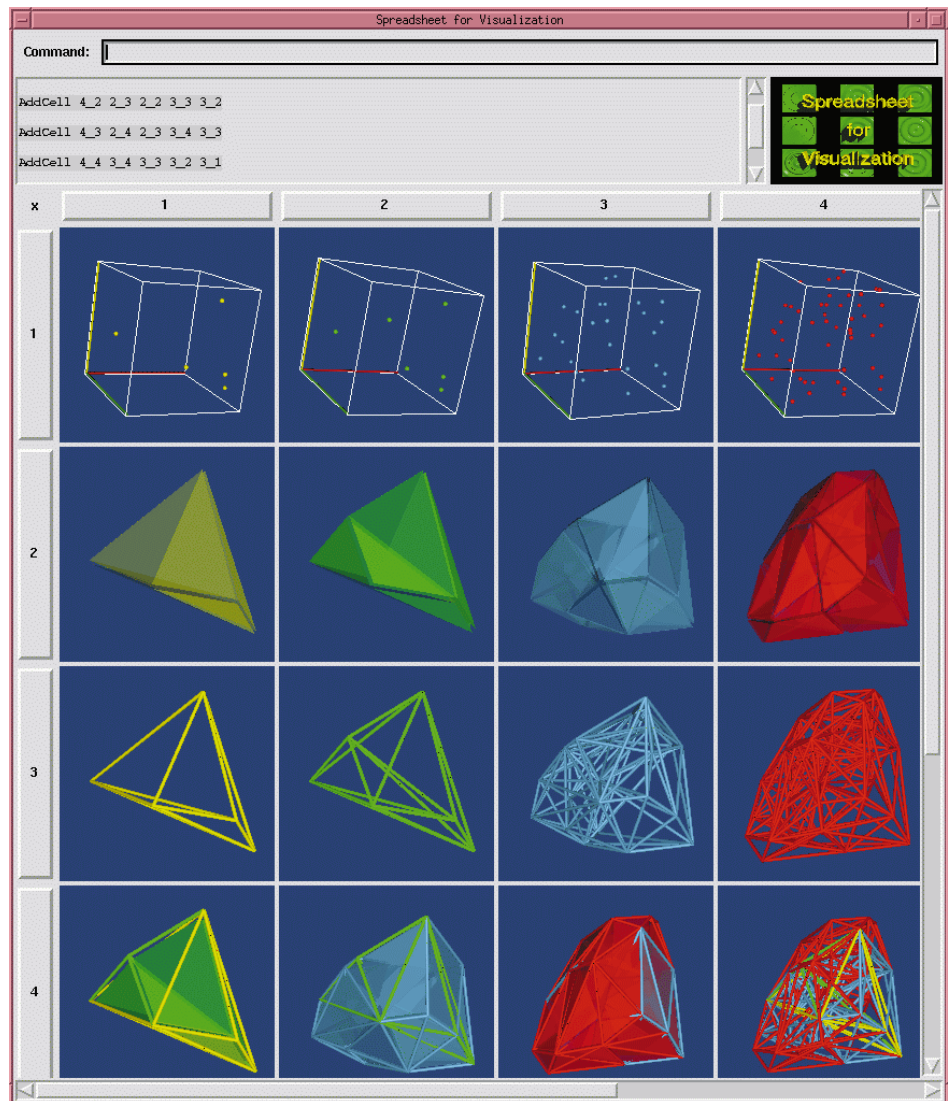 Spreadsheet for Visualization
Command:
AddCell 4_2 2_3 2_2 3_3 3_2
AddCell 4_3 2_4 2_3 3_4 3_3
AddCell 4_4 3_4 3_3 3_2 3_1
Spreadsheet
for
Visualization
x 1 2 3 4
1
2
3
4